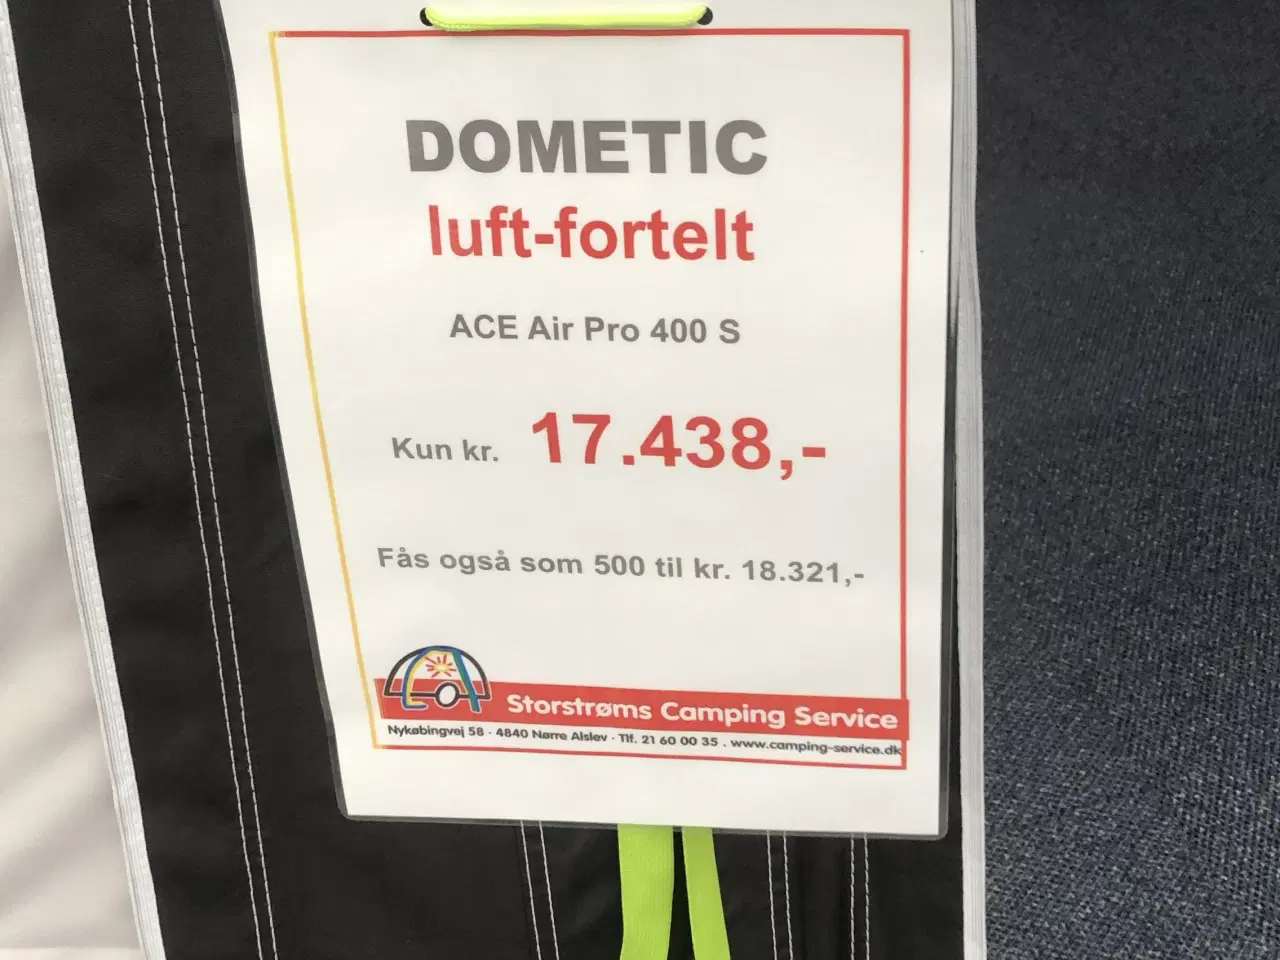 DOMETIC
luft-fortelt
ACE Air Pro 400 S
Kun kr. 17.438,-
Fås også som 500 til kr. 18.321,-
Storstrøms Camping Service
Nykøbingvej 58 - 4840 Nørre Alslev · Tlf. 21 60 00 35 . www.camping-service.dk